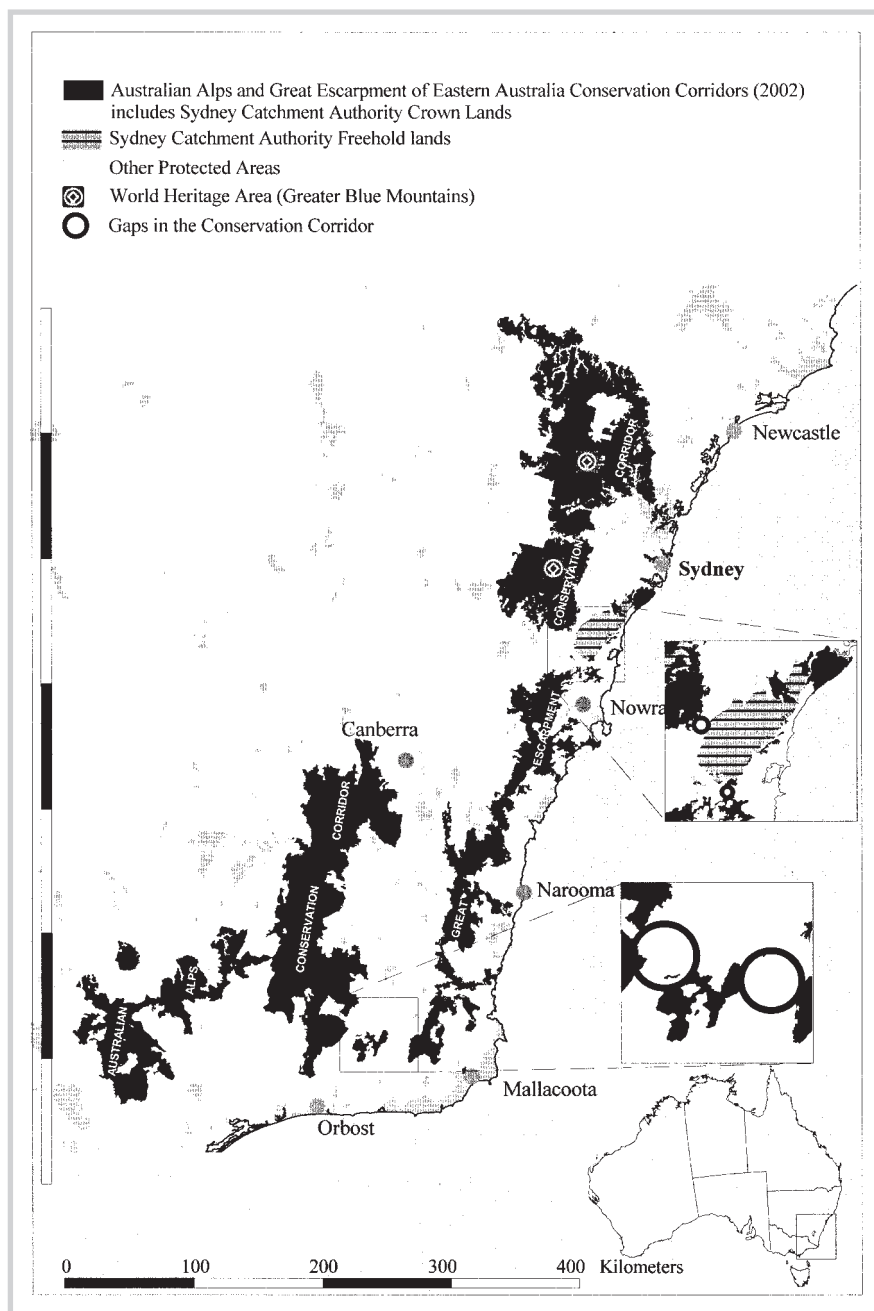 Australian Alps and Great Escarpment of Eastern Australia Conservation Corridors (2002)
includes Sydney Catchment Authority Crown Lands
Sydney Catchment Authority Freehold lands
Other Protected Areas
World Heritage Area (Greater Blue Mountains)
Gaps in the Conservation Corridor
CORRIDOR
Newcastle
CONSERVATION
Sydney
ESCARPMENT
Nowra
Canberra
CORRIDOR
Narooma
GREAT
CONSERVATION
ALPS
AUSTRALIAN
Mallacoota
Orbost
0 100 200 300 400 Kilometers